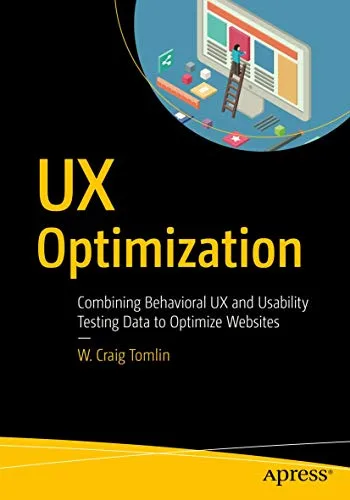 UX
Optimization
Combining Behavioral UX and Usability
Testing Data to Optimize Websites
—
W. Craig Tomlin
Apress®